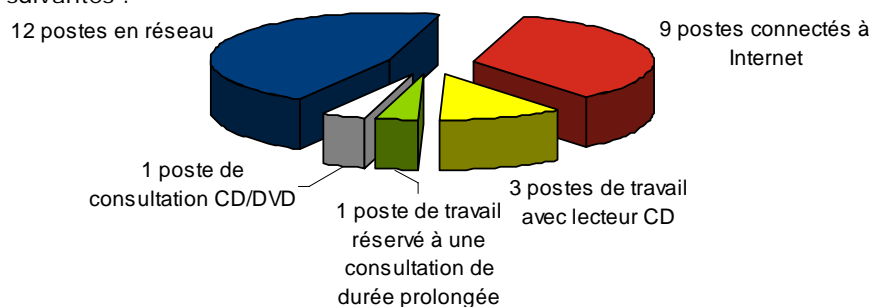 suivantes :
12 postes en réseau
9 postes connectés à
Internet
1 poste de
consultation CD/DVD
3 postes de travail
avec lecteur CD
1 poste de travail
réservé à une
consultation de
durée prolongée